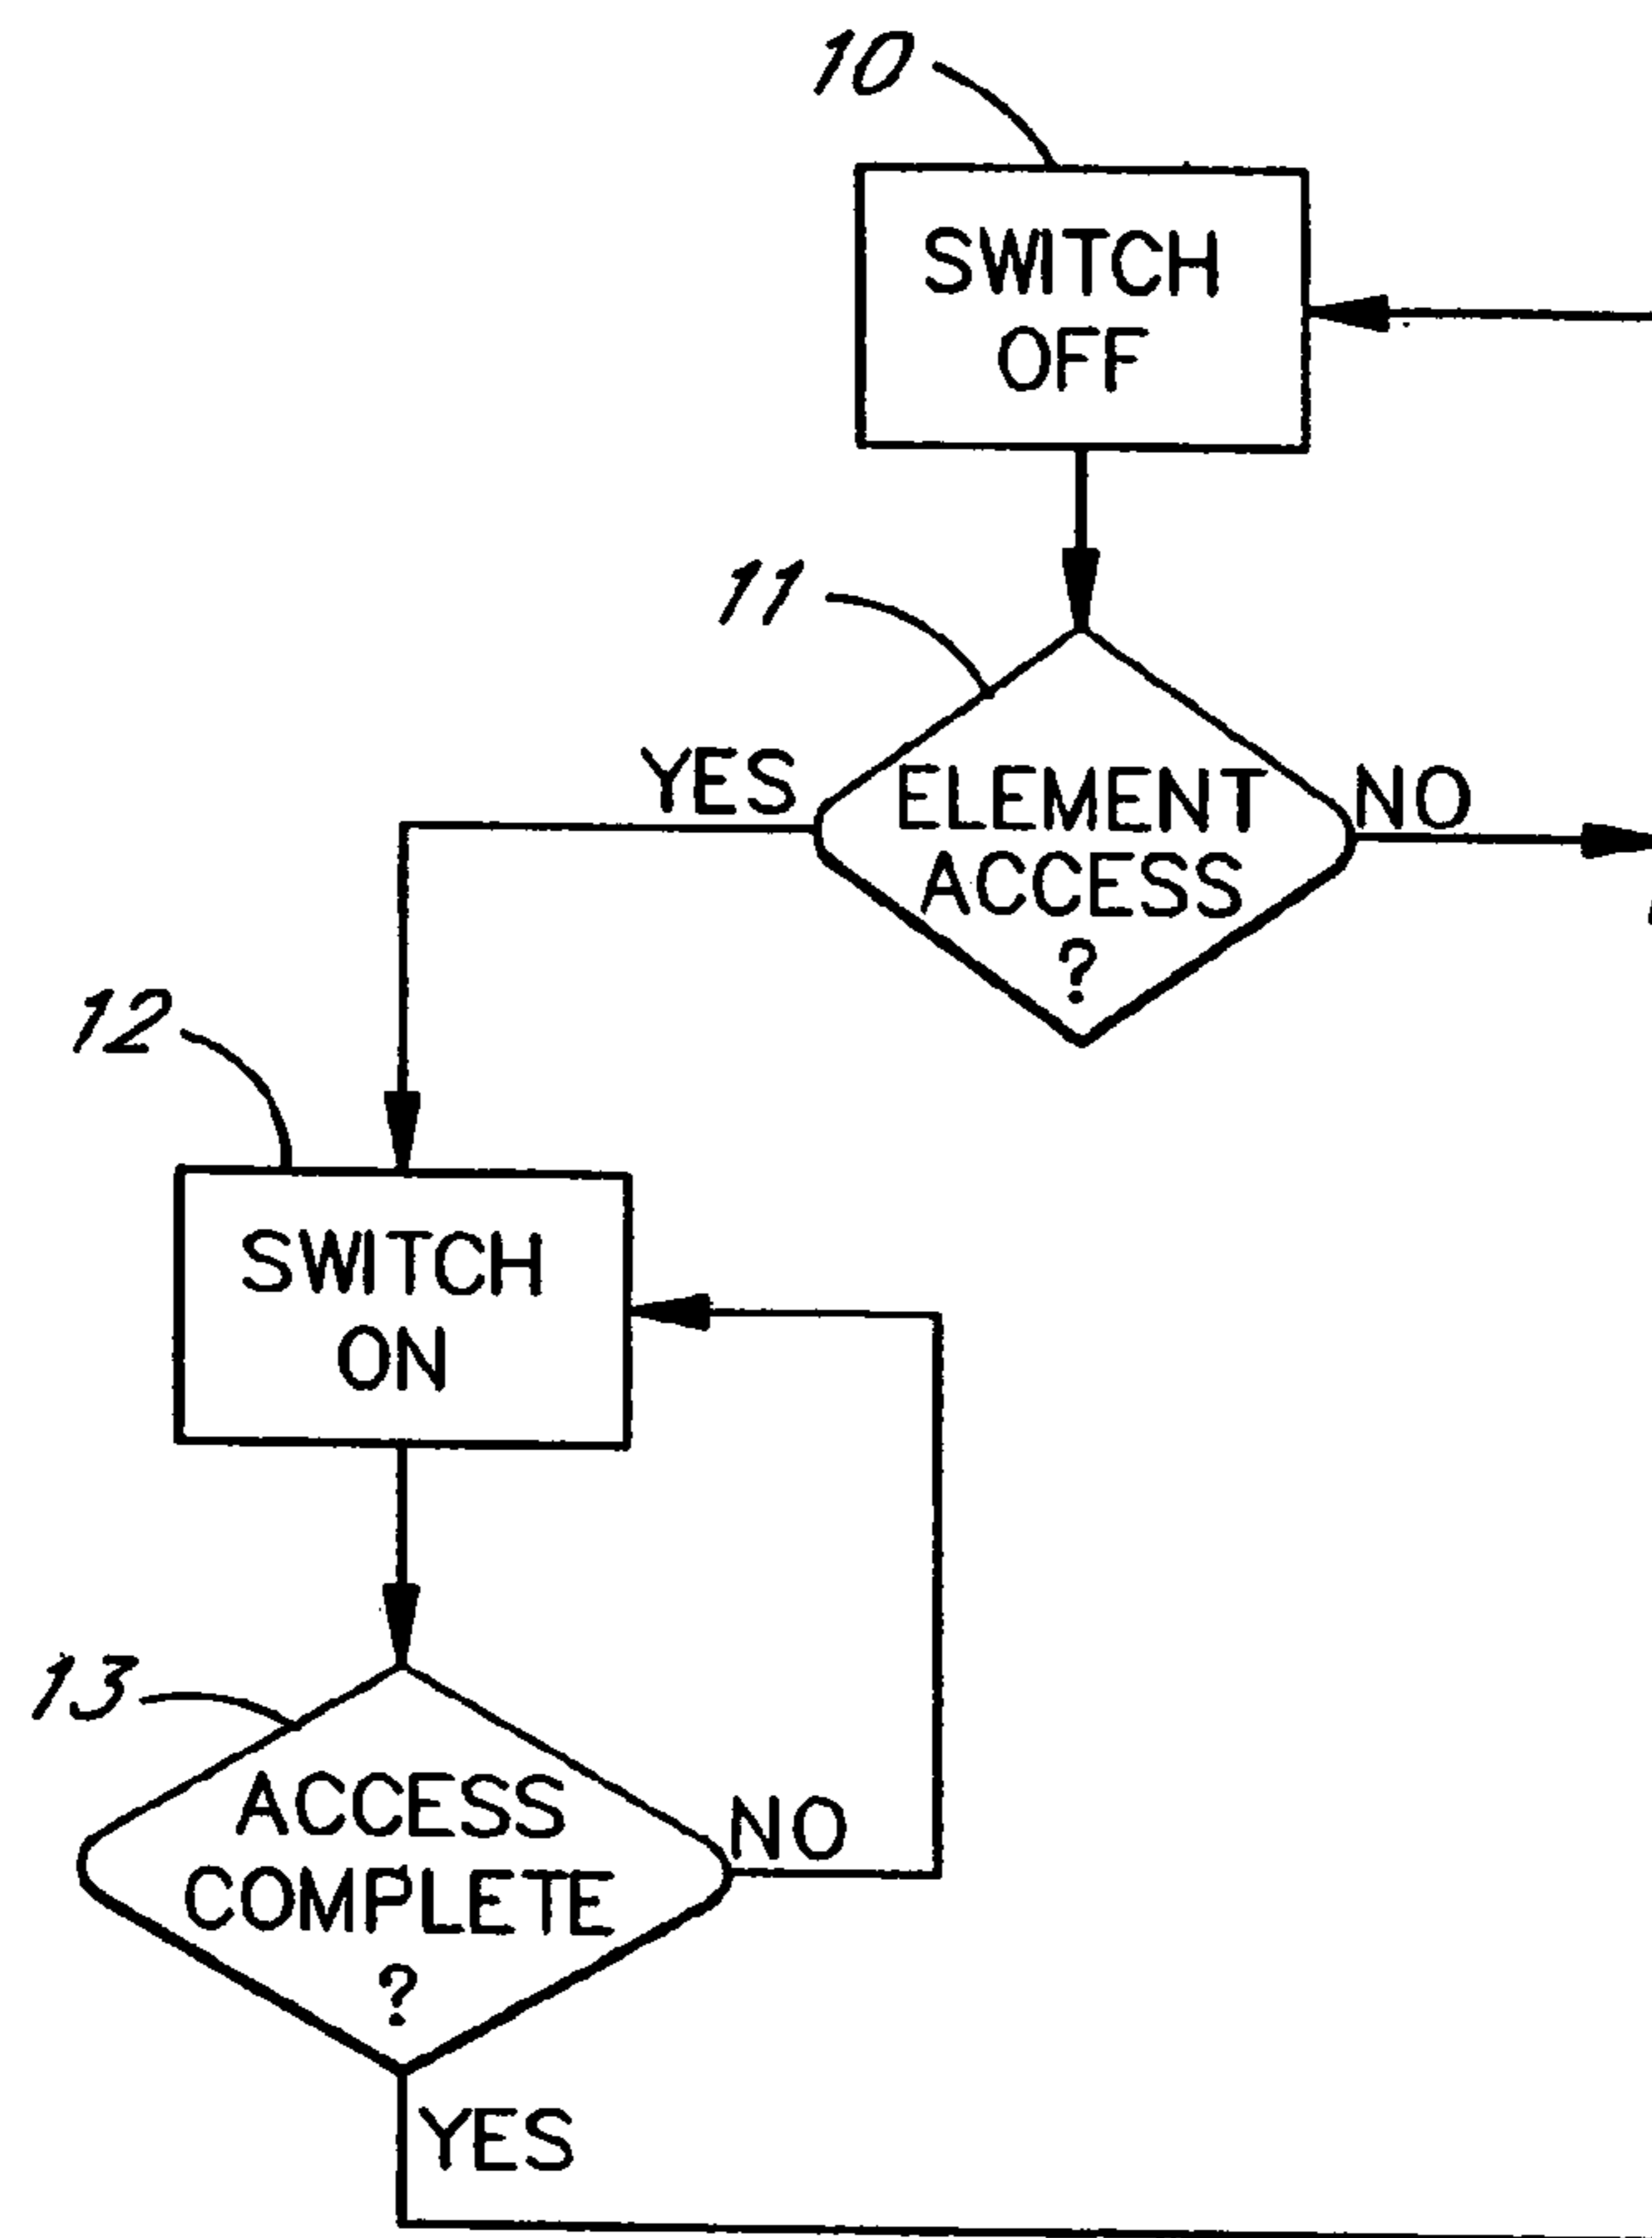 10
SWITCH
OFF
11
YES
ELEMENT
ACCESS
?
NO
12
SWITCH
ON
13
ACCESS
COMPLETE
?
NO
YES